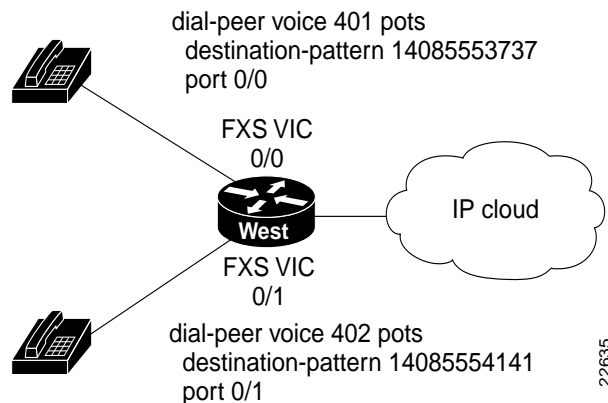 dial-peer voice 401 pots
destination-pattern 14085553737
port 0/0
FXS VIC
0/0
West
IP cloud
FXS VIC
0/1
dial-peer voice 402 pots
destination-pattern 14085554141
port 0/1
22635